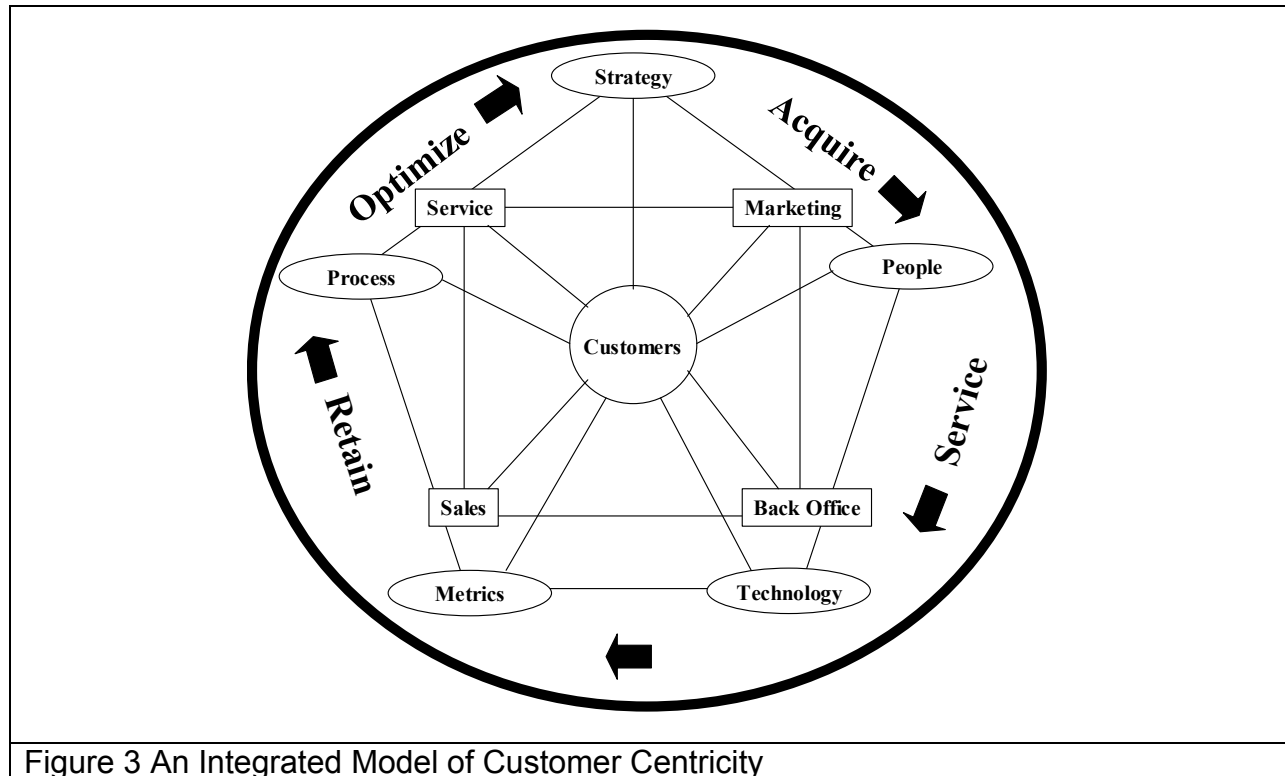 Strategy
Optimize
Acquire
Service
Marketing
Process
People
Customers
Retain
Service
Sales
Back Office
Metrics
Technology
Figure 3 An Integrated Model of Customer Centricity